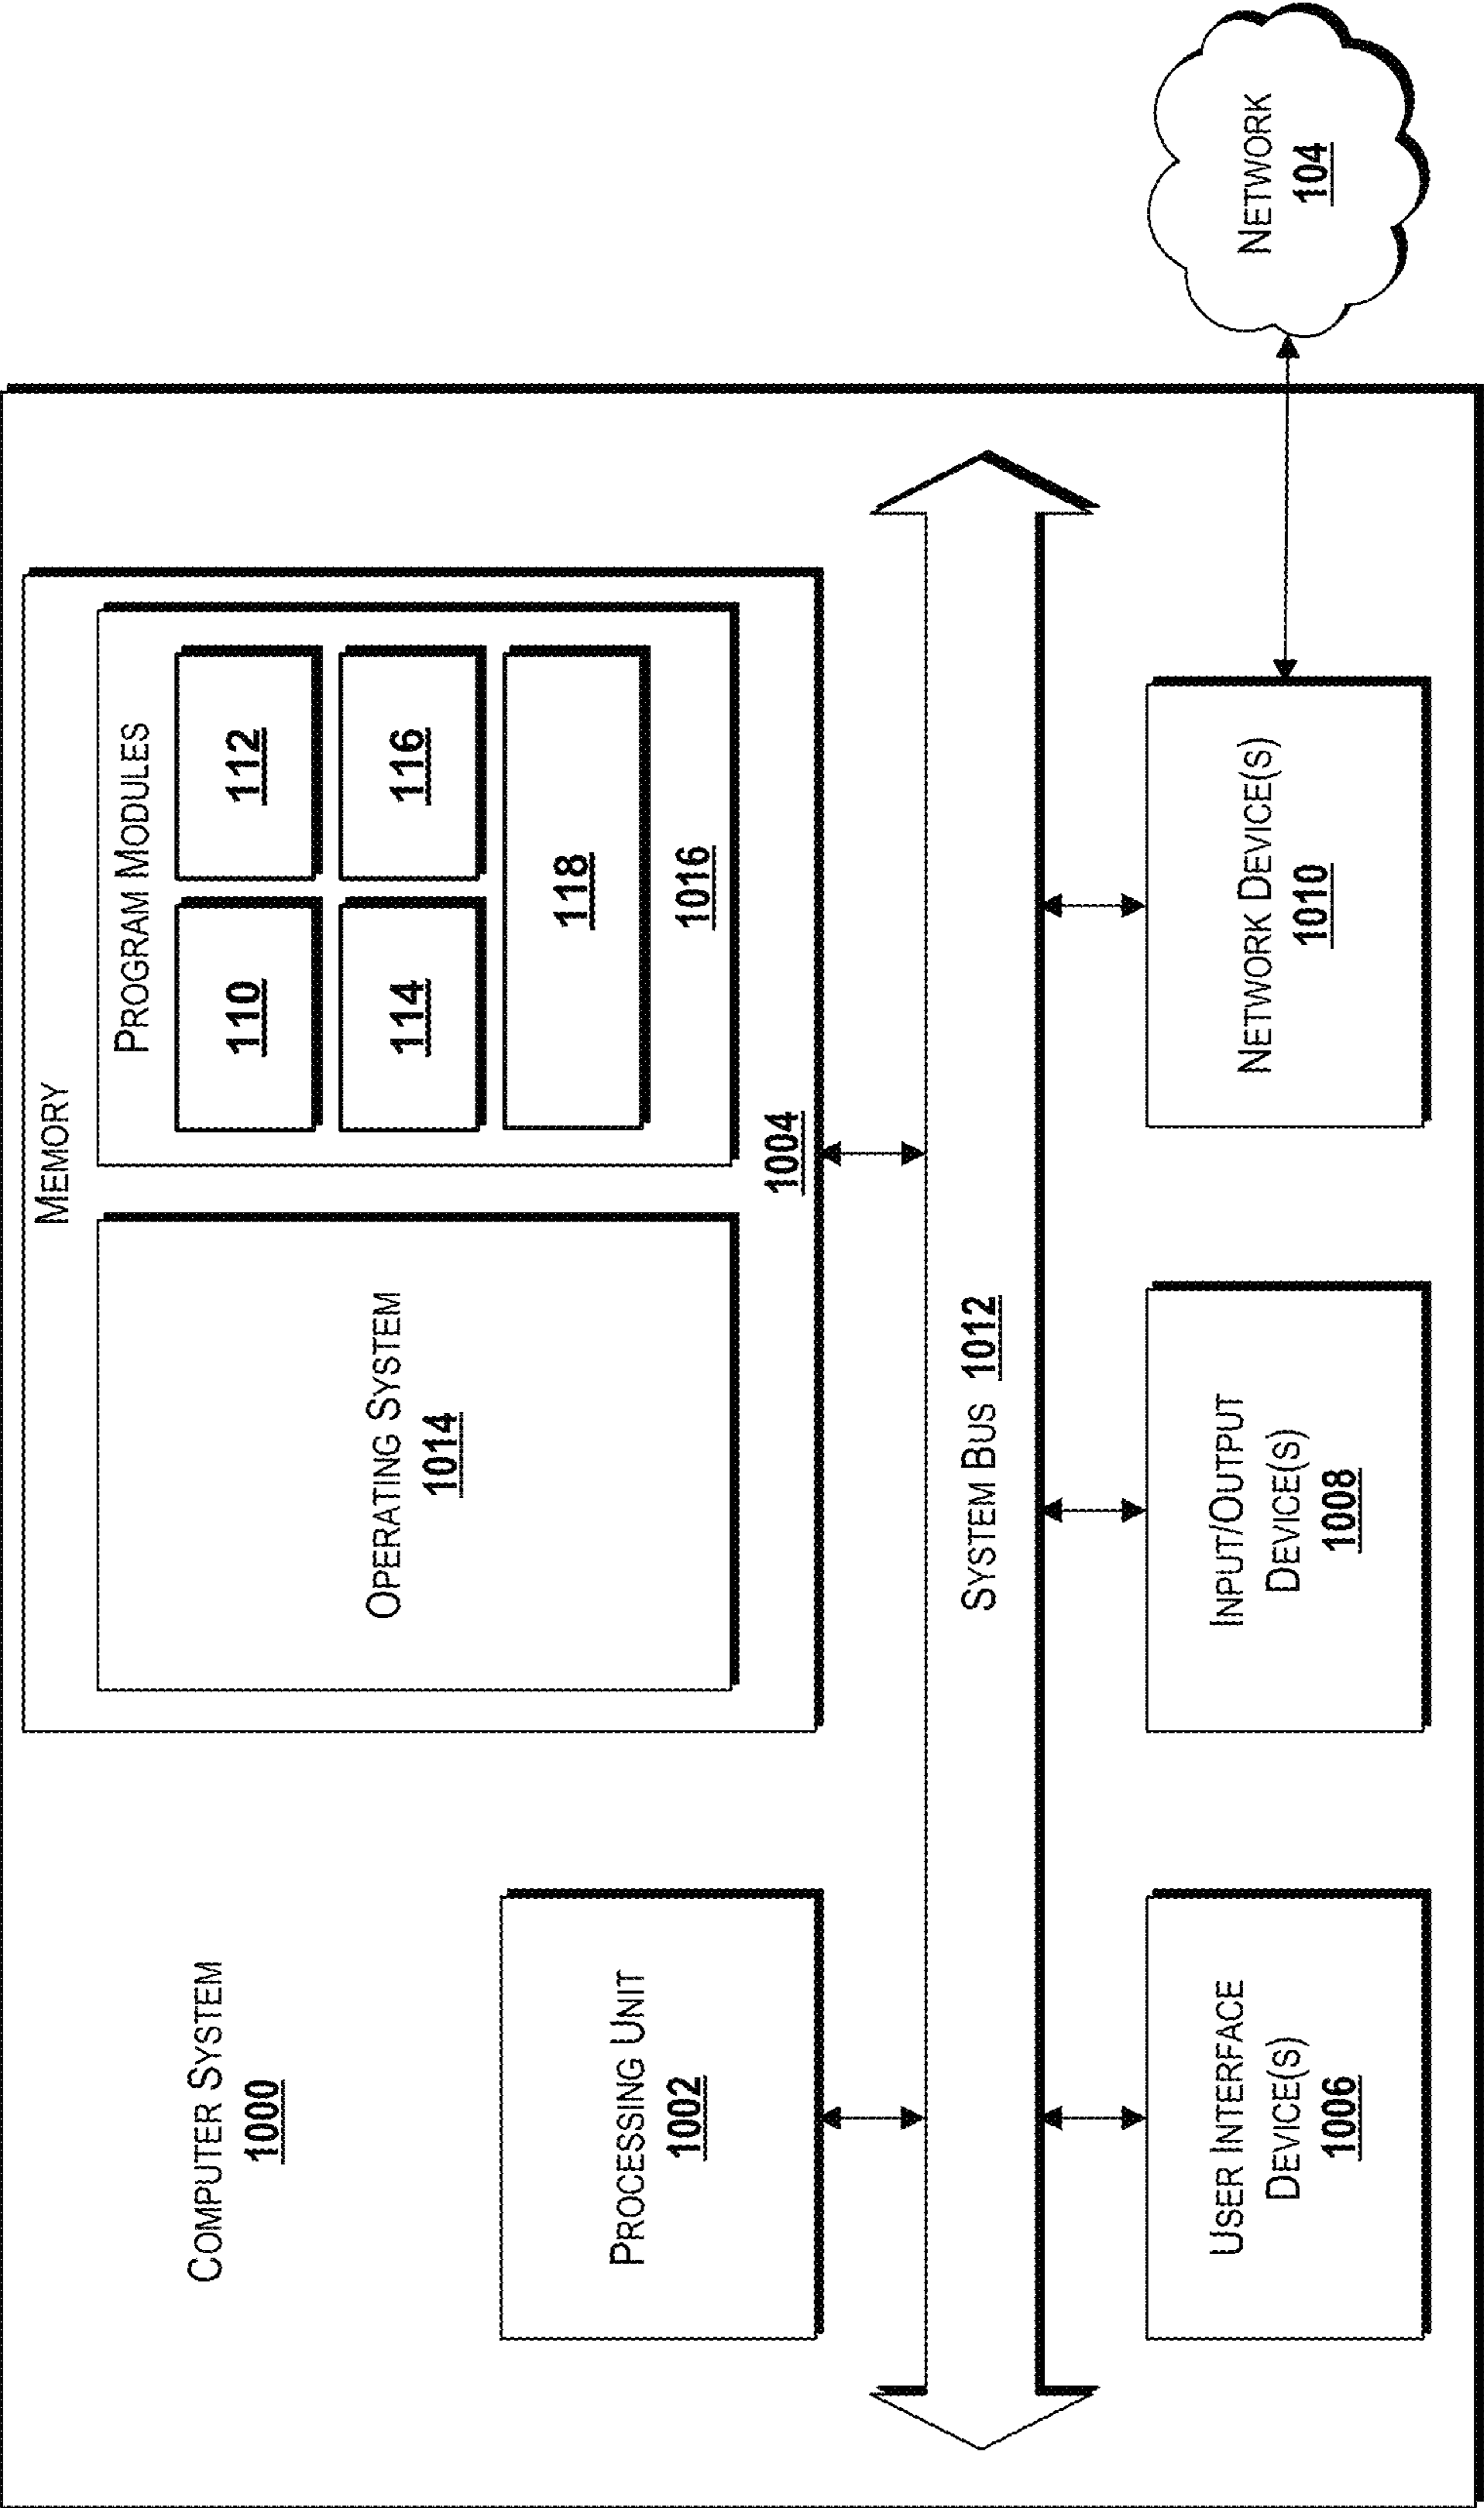 COMPUTER SYSTEM
1000
PROCESSING UNIT
1002
MEMORY
OPERATING SYSTEM
1014
PROGRAM MODULES
110
112
114
116
118
1016
1004
SYSTEM BUS 1012
USER INTERFACE
DEVICE(S)
1006
INPUT/OUTPUT
DEVICE(S)
1008
NETWORK DEVICE(S)
1010
NETWORK
104